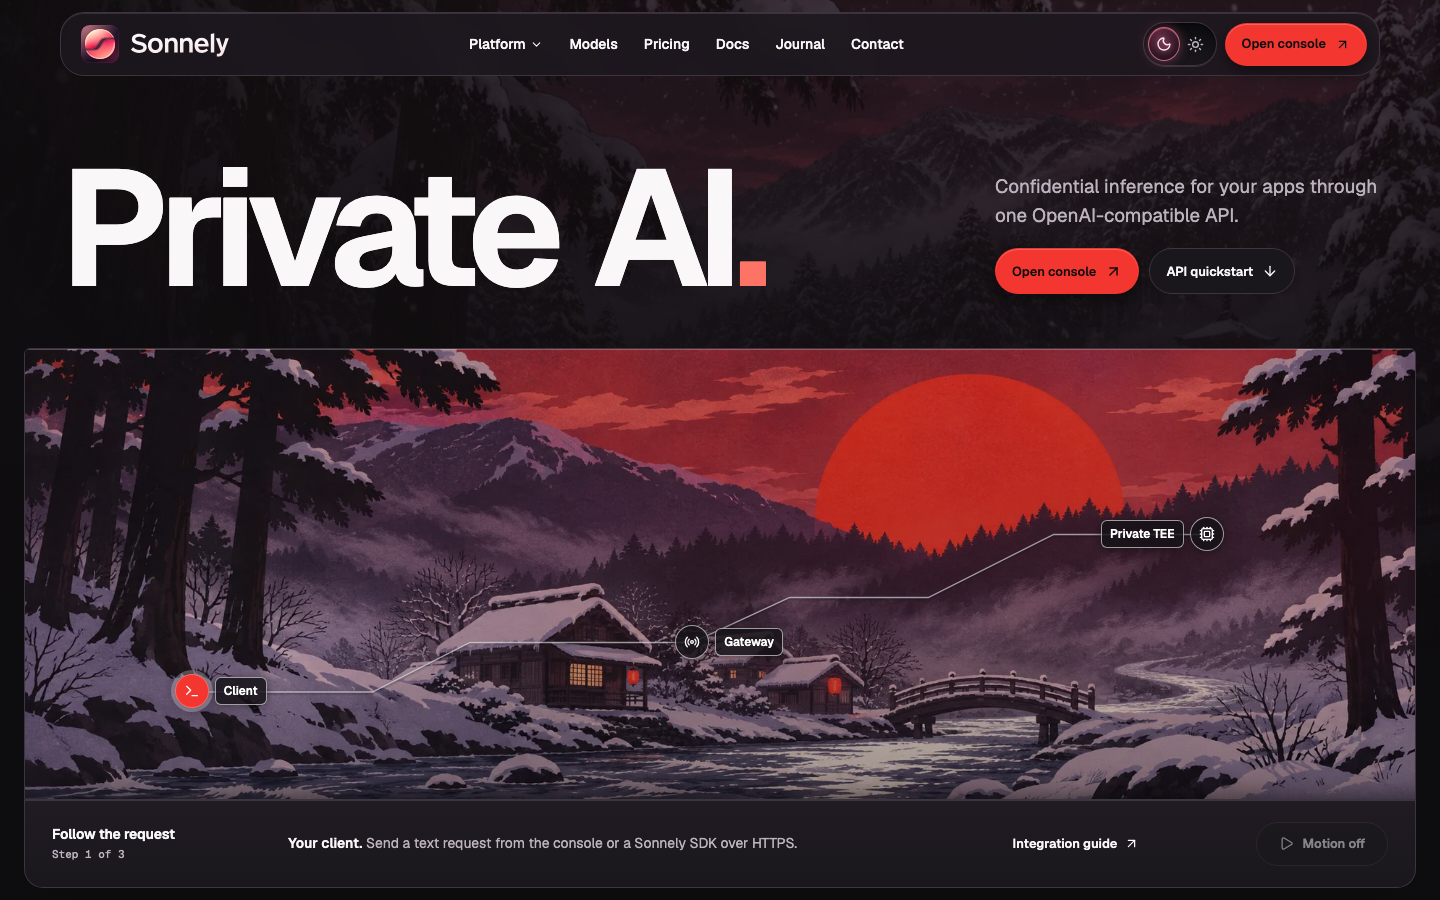 Sonnely
Platform
Models
Pricing
Docs
Journal
Contact
Open console
Private AI.
Confidential inference for your apps through
one OpenAI-compatible API.
Open console
API quickstart
Private TEE
Gateway
Client
Follow the request
Step 1 of 3
Your client. Send a text request from the console or a Sonnely SDK over HTTPS.
Integration guide
Motion off